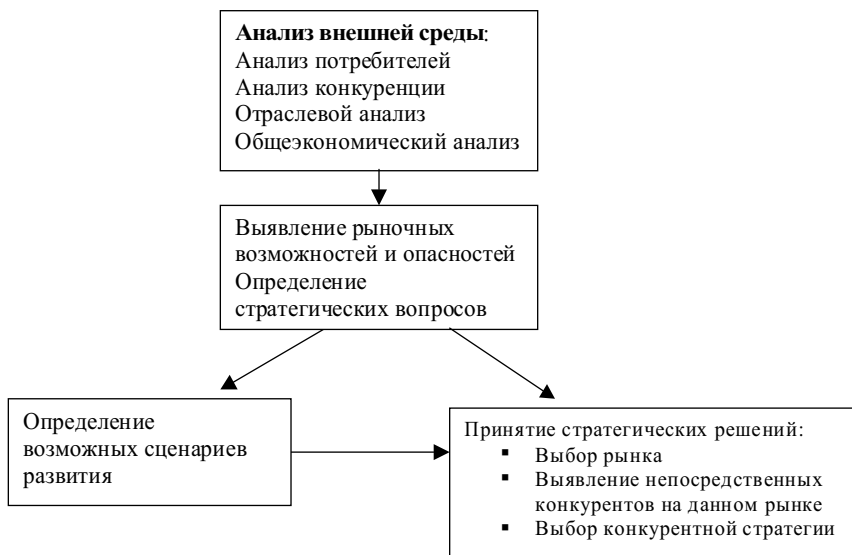 Анализ внешней среды:
Анализ потребителей
Анализ конкуренции
Отраслевой анализ
Общеэкономический анализ
Выявление рыночных
возможностей и опасностей
Определение
стратегических вопросов
Определение
возможных сценариев
развития
Принятие стратегических решений:
▪ Выбор рынка
▪ Выявление непосредственных
конкурентов на данном рынке
▪ Выбор конкурентной стратегии